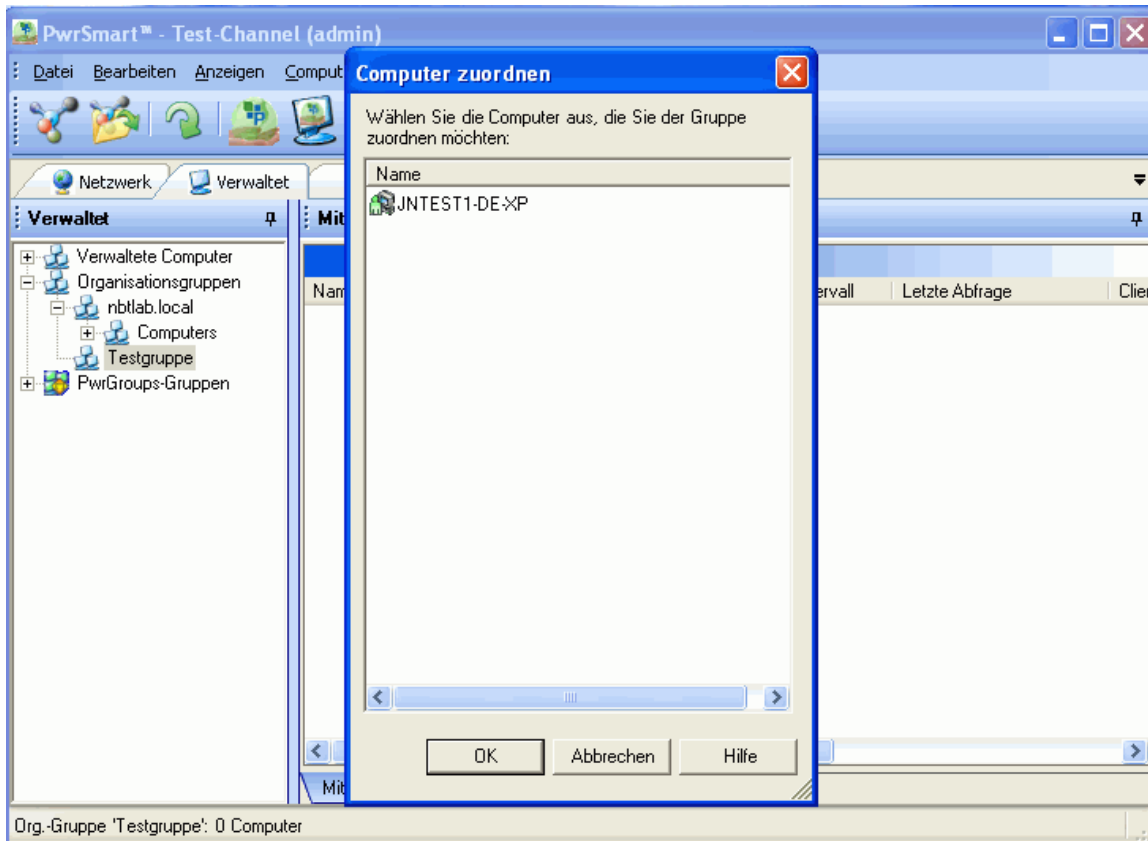 PwrSmart™ - Test-Channel (admin)
Datei Bearbeiten Anzeigen Comput
Computer zuordnen
Wählen Sie die Computer aus, die Sie der Gruppe
zuordnen möchten:
Name
JNTEST1-DE-XP
OK Abbrechen Hilfe
Netzwerk Verwaltet
Verwaltet
Verwaltete Computer
Organisationsgruppen
nbtlab.local
Computers
Testgruppe
PwrGroups-Gruppen
Mit
Nam ervall Letzte Abfrage Clien
Mit
Org.-Gruppe 'Testgruppe': 0 Computer